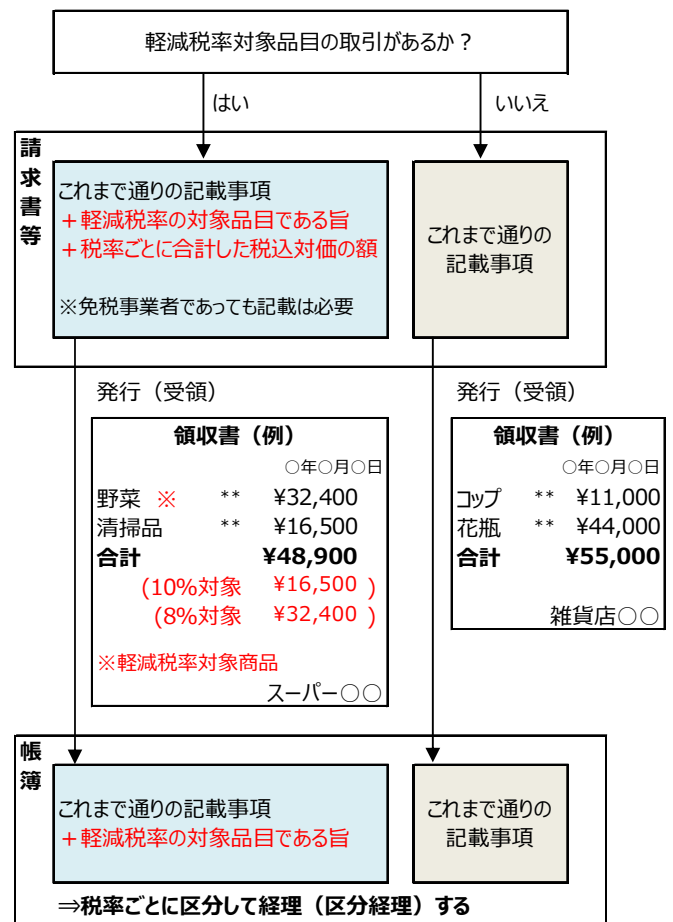 軽減税率対象品目の取引があるか？
はい
いいえ
請求書等
これまで通りの記載事項
＋軽減税率の対象品目である旨
＋税率ごとに合計した税込対価の額
※免税事業者であっても記載は必要
これまで通りの
記載事項
発行（受領）
領収書（例）
○年○月○日
野菜 ※ ** ¥32,400
清掃品 ** ¥16,500
合計 ¥48,900
(10%対象 ¥16,500 )
(8%対象 ¥32,400 )
※軽減税率対象商品
スーパー○○
発行（受領）
領収書（例）
○年○月○日
コップ ** ¥11,000
花瓶 ** ¥44,000
合計 ¥55,000
雑貨店○○
帳簿
これまで通りの記載事項
＋軽減税率の対象品目である旨
これまで通りの
記載事項
⇒税率ごとに区分して経理（区分経理）する